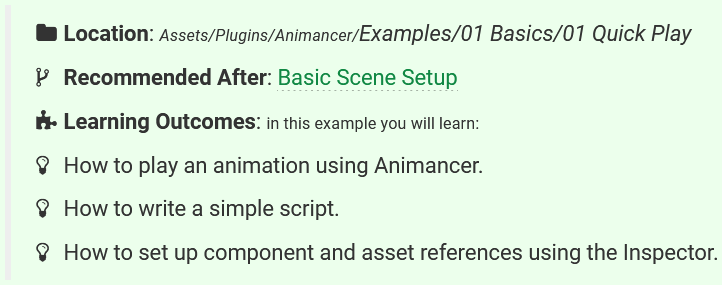 Location: Assets/Plugins/Animancer/Examples/01 Basics/01 Quick Play
Recommended After: Basic Scene Setup
Learning Outcomes: in this example you will learn:
How to play an animation using Animancer.
How to write a simple script.
How to set up component and asset references using the Inspector.